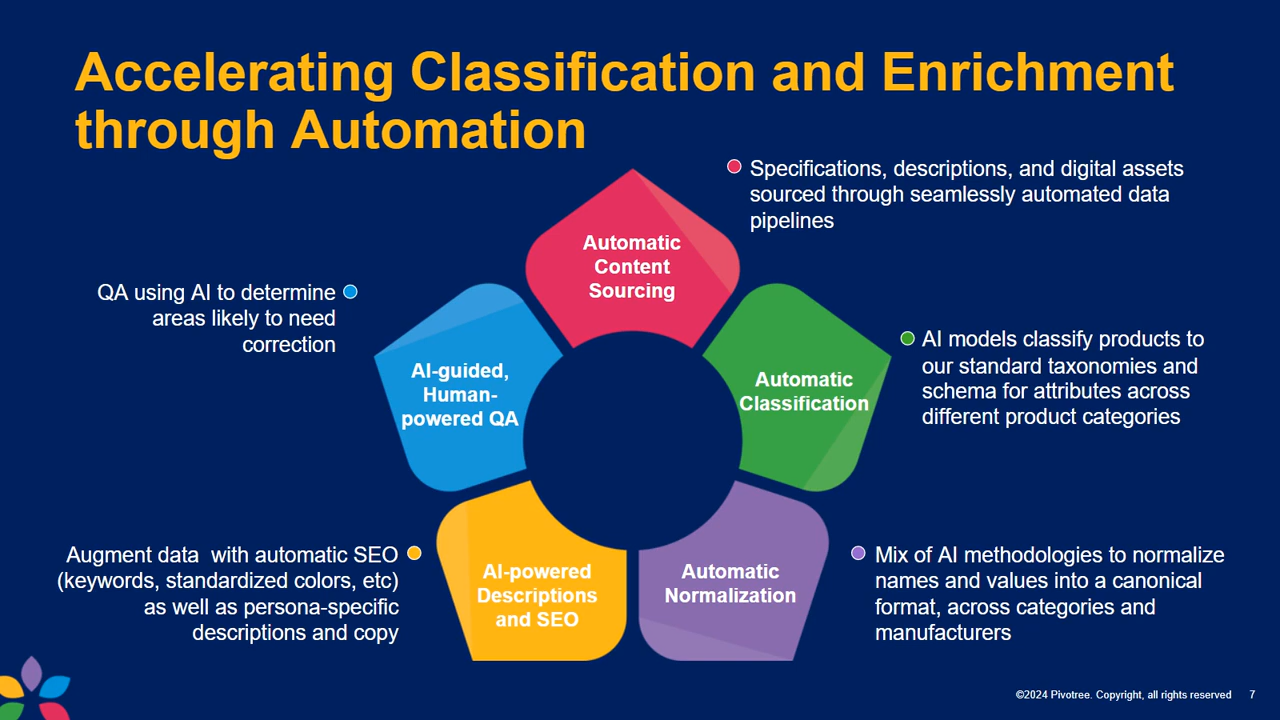 Accelerating Classification and Enrichment
through Automation
Specifications, descriptions, and digital assets
sourced through seamlessly automated data
pipelines
Automatic
Content
Sourcing
QA using AI to determine
areas likely to need
correction
AI-guided,
Human-
powered QA
Automatic
Classification
AI models classify products to
our standard taxonomies and
schema for attributes across
different product categories
Augment data  with automatic SEO
(keywords, standardized colors, etc)
as well as persona-specific
descriptions and copy
AI-powered
Descriptions
and SEO
Automatic
Normalization
Mix of AI methodologies to normalize
names and values into a canonical
format, across categories and
manufacturers
©2024 Pivotree. Copyright, all rights reserved 7